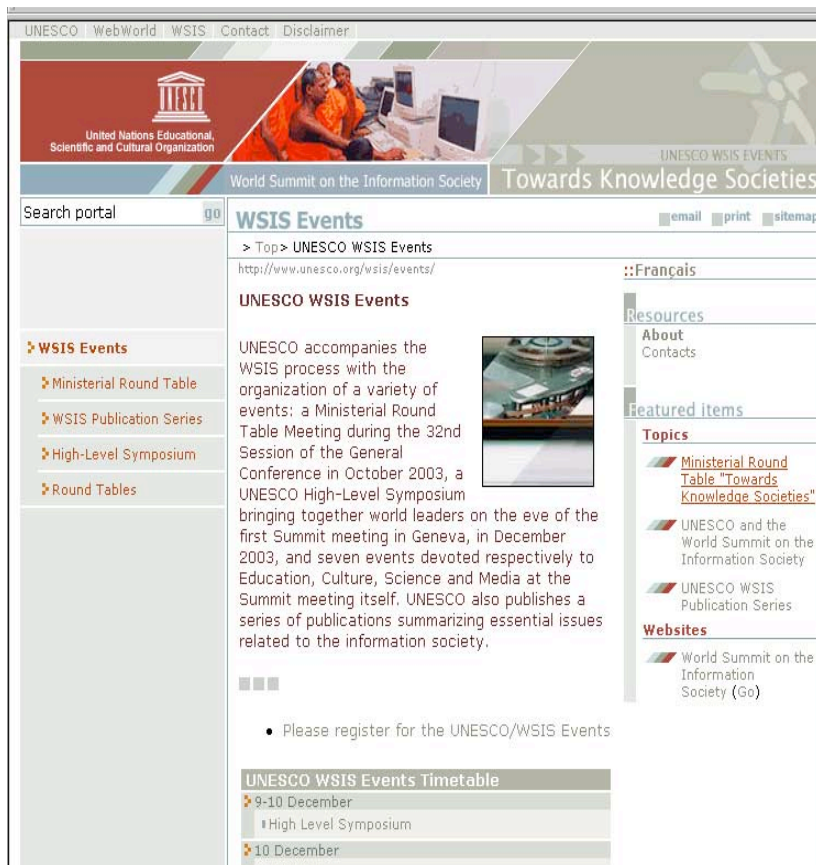 UNESCO WebWorld WSIS Contact Disclaimer
UNESCO
United Nations Educational,
Scientific and Cultural Organization
UNESCO WSIS EVENTS
World Summit on the Information Society
Towards Knowledge Societies
Search portal go
WSIS Events
email print sitemap
> Top> UNESCO WSIS Events
http://www.unesco.org/wsis/events/
WSIS Events
Ministerial Round Table
WSIS Publication Series
High-Level Symposium
Round Tables
UNESCO WSIS Events
UNESCO accompanies the
WSIS process with the
organization of a variety of
events: a Ministerial Round
Table Meeting during the 32nd
Session of the General
Conference in October 2003, a
UNESCO High-Level Symposium
bringing together world leaders on the eve of the
first Summit meeting in Geneva, in December
2003, and seven events devoted respectively to
Education, Culture, Science and Media at the
Summit meeting itself. UNESCO also publishes a
series of publications summarizing essential issues
related to the information society.
• Please register for the UNESCO/WSIS Events
UNESCO WSIS Events Timetable
9-10 December
High Level Symposium
10 December
::Français
Resources
About
Contacts
Featured items
Topics
Ministerial Round
Table "Towards
Knowledge Societies"
UNESCO and the
World Summit on the
Information Society
UNESCO WSIS
Publication Series
Websites
World Summit on the
Information
Society (Go)